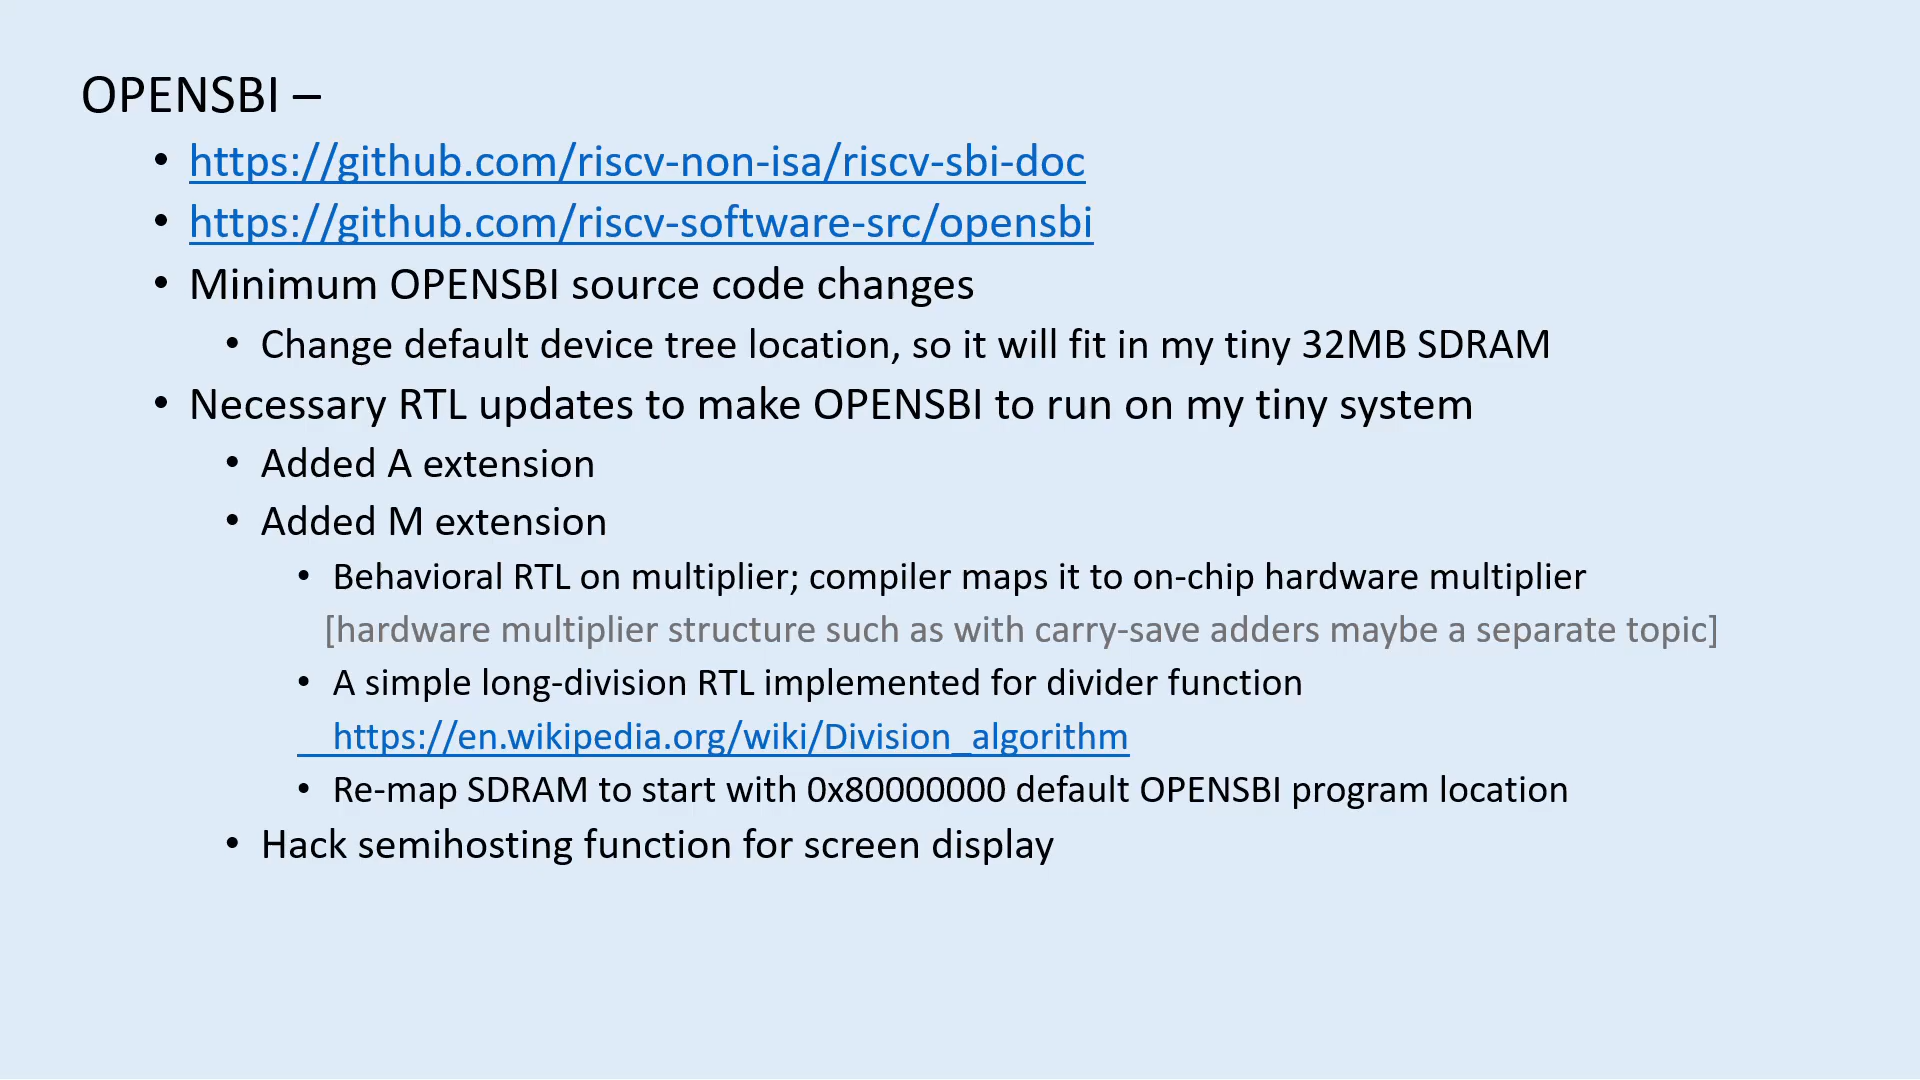 OPENSBI –
• https://github.com/riscv-non-isa/riscv-sbi-doc
• https://github.com/riscv-software-src/opensbi
• Minimum OPENSBI source code changes
• Change default device tree location, so it will fit in my tiny 32MB SDRAM
• Necessary RTL updates to make OPENSBI to run on my tiny system
• Added A extension
• Added M extension
• Behavioral RTL on multiplier; compiler maps it to on-chip hardware multiplier
[hardware multiplier structure such as with carry-save adders maybe a separate topic]
• A simple long-division RTL implemented for divider function
https://en.wikipedia.org/wiki/Division_algorithm
• Re-map SDRAM to start with 0x80000000 default OPENSBI program location
• Hack semihosting function for screen display